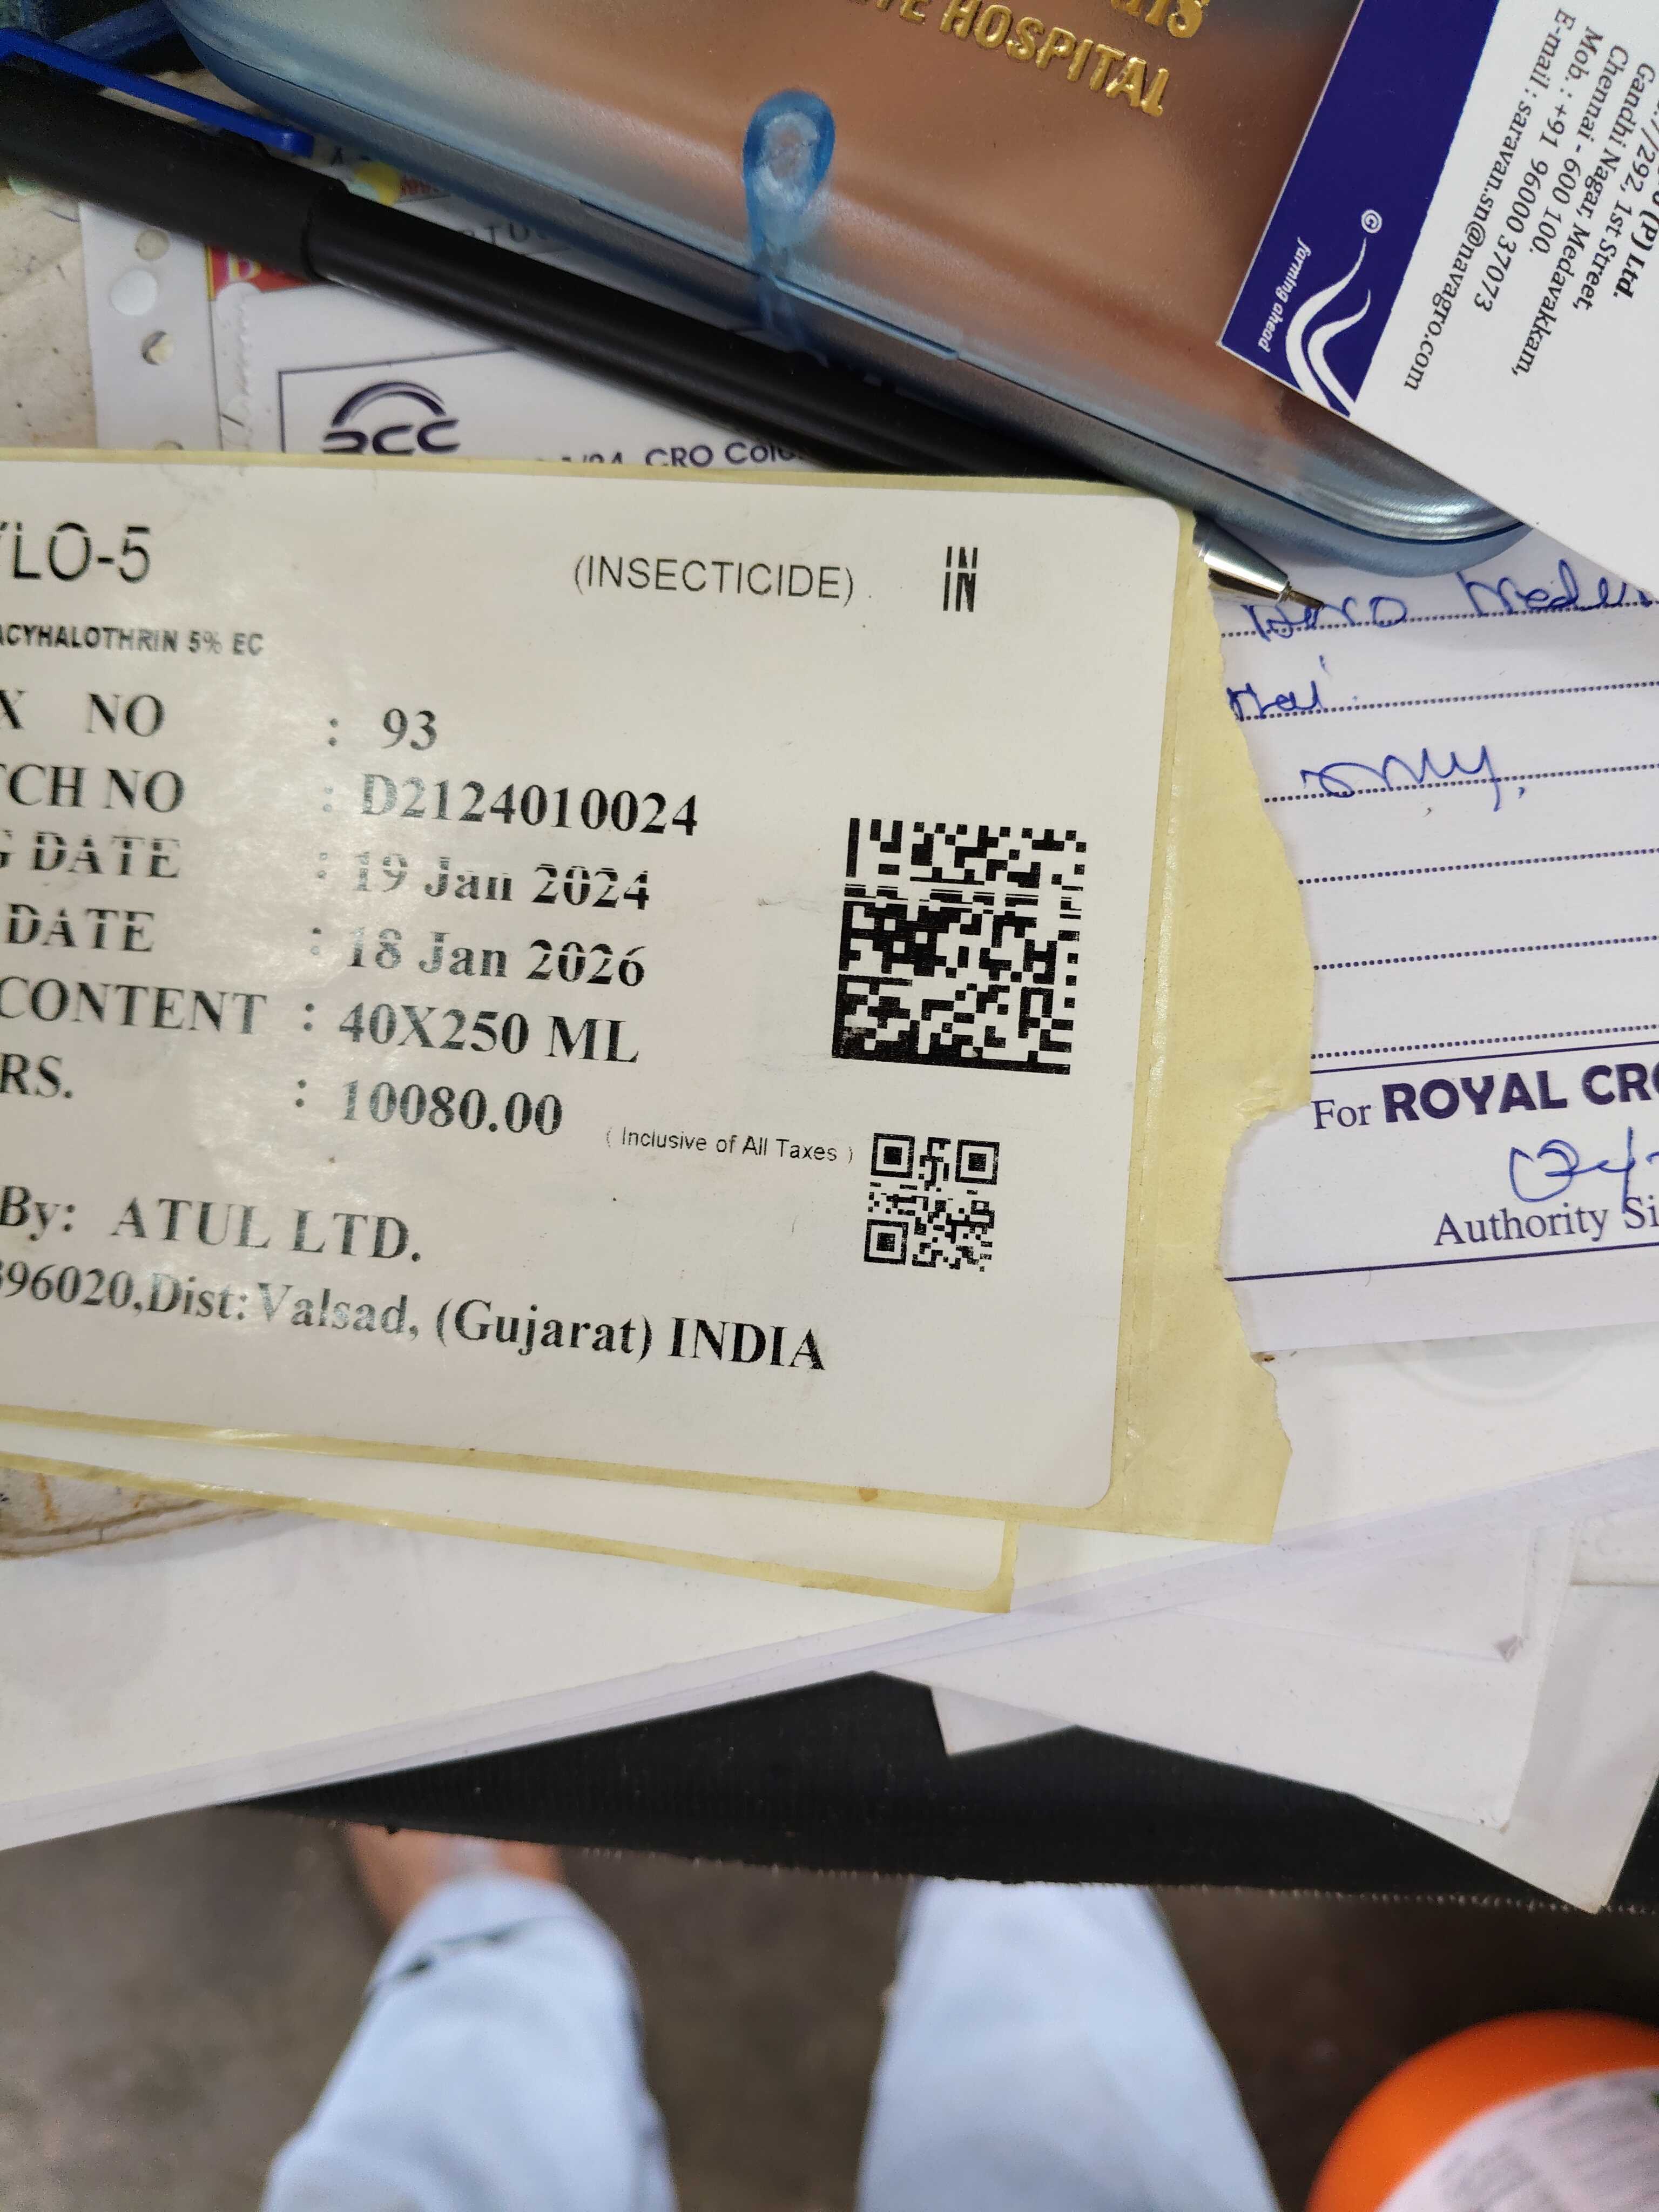 HOSPITAL
(P) Ltd.
292, 1st Street,
Gandhi Nagar, Medavakkam,
Chennai - 600 100.
Mob. : +91 96000 37073
E-mail : saravan.sn@navagro.com
farming ahead
CRO
YLO-5
(INSECTICIDE)
IN
ACYHALOTHRIN 5% EC
X NO : 93
TCH NO : D2124010024
G DATE : 19 Jan 2024
DATE : 18 Jan 2026
CONTENT : 40X250 ML
RS. : 10080.00
( Inclusive of All Taxes )
By: ATUL LTD.
396020,Dist: Valsad, (Gujarat) INDIA
For ROYAL CRO
Authority Si